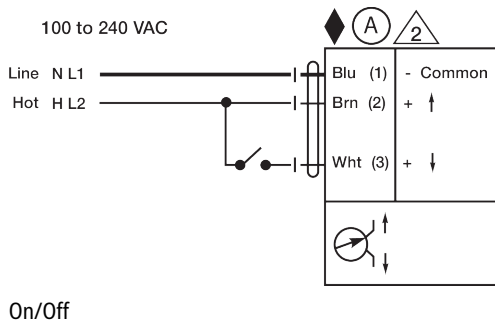 100 to 240 VAC
A
2
Line N L1
Blu (1) - Common
Hot H L2
Brn (2) +
Wht (3) +
On/Off